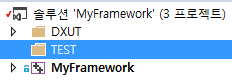 솔루션 'MyFramework' (3 프로젝트)
DXUT
TEST
MyFramework